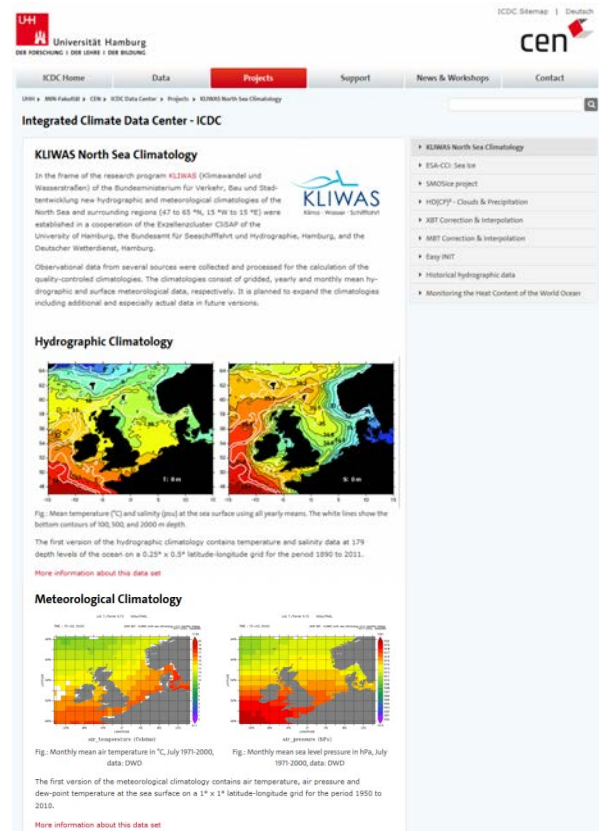 ICDC Sitemap | Deutsch
UHH
Universität Hamburg
DER FORSCHUNG | DER LEHRE | DER BILDUNG
cen
ICDC Home Data Projects Support News & Workshops Contact
UHH > MIN-Fakultät > CEN > ICDC Data Center > Projects > KLIWAS North Sea Climatology
Integrated Climate Data Center - ICDC
KLIWAS North Sea Climatology
In the frame of the research program KLIWAS (Klimawandel und
Wasserstraßen) of the Bundesministerium für Verkehr, Bau und Stad-
tentwicklung new hydrographic and meteorological climatologies of the
North Sea and surrounding regions (47 to 65 °N, 15 °W to 15 °E) were
established in a cooperation of the Exzellenzcluster CliSAP of the
University of Hamburg, the Bundesamt für Seeschifffahrt und Hydrographie, Hamburg, and the
Deutscher Wetterdienst, Hamburg.
KLIWAS
Klima · Wasser · Schifffahrt
Observational data from several sources were collected and processed for the calculation of the
quality-controled climatologies. The climatologies consist of gridded, yearly and monthly mean hy-
drographic and surface meteorological data, respectively. It is planned to expand the climatologies
including additional and especially actual data in future versions.
KLIWAS North Sea Climatology
ESA-CCI: Sea Ice
SMOSice project
HD(CP)² - Clouds & Precipitation
XBT Correction & Interpolation
MBT Correction & Interpolation
Easy INIT
Historical hydrographic data
Monitoring the Heat Content of the World Ocean
Hydrographic Climatology
T: 0 m
S: 0 m
Fig.: Mean temperature (°C) and salinity (psu) at the sea surface using all yearly means. The white lines show the
bottom contours of 100, 500, and 2000 m depth.
The first version of the hydrographic climatology contains temperature and salinity data at 179
depth levels of the ocean on a 0.25° x 0.5° latitude-longitude grid for the period 1890 to 2011.
More information about this data set
Meteorological Climatology
air_temperature (Celsius)
air_pressure (hPa)
Fig.: Monthly mean air temperature in °C, July 1971-2000,
data: DWD
Fig.: Monthly mean sea level pressure in hPa, July
1971-2000, data: DWD
The first version of the meteorological climatology contains air temperature, air pressure and
dew-point temperature at the sea surface on a 1° x 1° latitude-longitude grid for the period 1950 to
2010.
More information about this data set